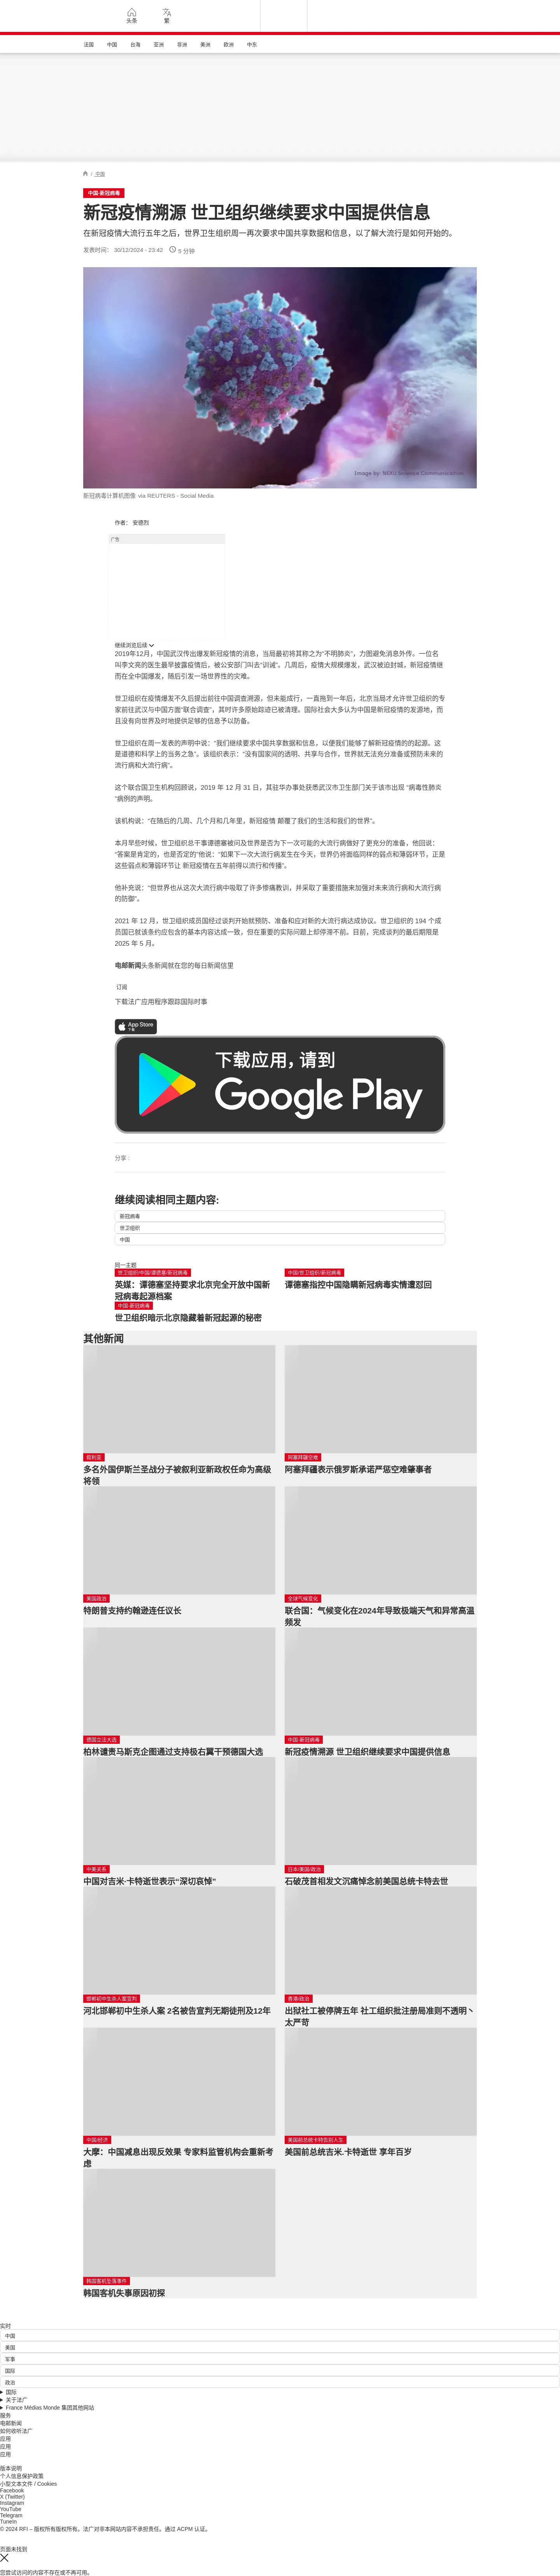 头条
繁
法国 中国 台海 亚洲 非洲 美洲 欧洲 中东
/ 中国
中国-新冠病毒
新冠疫情溯源 世卫组织继续要求中国提供信息
在新冠疫情大流行五年之后，世界卫生组织周一再次要求中国共享数据和信息，以了解大流行是如何开始的。
发表时间： 30/12/2024 - 23:42 5 分钟
Image by: NEXU Science Communication
新冠病毒计算机图像 via REUTERS - Social Media
作者： 安德烈
广告
继续浏览后续
2019年12月，中国武汉传出爆发新冠疫情的消息，当局最初将其称之为“不明肺炎”，力图避免消息外传。一位名
叫李文亮的医生最早披露疫情后，被公安部门叫去“训诫”。几周后，疫情大规模爆发，武汉被迫封城，新冠疫情继
而在全中国爆发，随后引发一场世界性的灾难。
世卫组织在疫情爆发不久后提出前往中国调查溯源，但未能成行，一直拖到一年后，北京当局才允许世卫组织的专
家前往武汉与中国方面“联合调查”，其时许多原始踪迹已被清理。国际社会大多认为中国是新冠疫情的发源地，而
且没有向世界及时地提供足够的信息予以防备。
世卫组织在周一发表的声明中说：“我们继续要求中国共享数据和信息，以便我们能够了解新冠疫情的的起源。这
是道德和科学上的当务之急”。该组织表示：“没有国家间的透明、共享与合作，世界就无法充分准备或预防未来的
流行病和大流行病”。
这个联合国卫生机构回顾说，2019 年 12 月 31 日，其驻华办事处获悉武汉市卫生部门关于该市出现 “病毒性肺炎
”病例的声明。
该机构说：“在随后的几周、几个月和几年里，新冠疫情 颠覆了我们的生活和我们的世界”。
本月早些时候，世卫组织总干事谭德塞被问及世界是否为下一次可能的大流行病做好了更充分的准备，他回说：
“答案是肯定的，也是否定的”他说：“如果下一次大流行病发生在今天，世界仍将面临同样的弱点和薄弱环节。正是
这些弱点和薄弱环节让 新冠疫情在五年前得以流行和传播”。
他补充说：“但世界也从这次大流行病中吸取了许多惨痛教训，并采取了重要措施来加强对未来流行病和大流行病
的防御”。
2021 年 12 月，世卫组织成员国经过谈判开始就预防、准备和应对新的大流行病达成协议。世卫组织的 194 个成
员国已就该条约应包含的基本内容达成一致，但在重要的实际问题上却停滞不前。目前，完成谈判的最后期限是
2025 年 5 月。
电邮新闻头条新闻就在您的每日新闻信里
订阅
下载法广应用程序跟踪国际时事
App Store
下载
下载应用，请到
Google Play
分享 :
继续阅读相同主题内容:
新冠病毒
世卫组织
中国
同一主题
世卫组织/中国/谭德塞/新冠病毒
英媒：谭德塞坚持要求北京完全开放中国新
冠病毒起源档案
中国/世卫组织/新冠病毒
谭德塞指控中国隐瞒新冠病毒实情遭怼回
中国-新冠病毒
世卫组织暗示北京隐藏着新冠起源的秘密
其他新闻
叙利亚
多名外国伊斯兰圣战分子被叙利亚新政权任命为高级
将领
阿塞拜疆空难
阿塞拜疆表示俄罗斯承诺严惩空难肇事者
美国政治
特朗普支持约翰逊连任议长
全球气候变化
联合国：气候变化在2024年导致极端天气和异常高温
频发
德国立法大选
柏林谴责马斯克企图通过支持极右翼干预德国大选
中国-新冠病毒
新冠疫情溯源 世卫组织继续要求中国提供信息
中美关系
中国对吉米·卡特逝世表示“深切哀悼”
日本/美国/政治
石破茂首相发文沉痛悼念前美国总统卡特去世
邯郸初中生杀人案宣判
河北邯郸初中生杀人案 2名被告宣判无期徒刑及12年
香港/政治
出狱社工被停牌五年 社工组织批注册局准则不透明丶
太严苛
中国/经济
大摩：中国减息出现反效果 专家料监管机构会重新考
虑
美国前总统卡特告别人生
美国前总统吉米.卡特逝世 享年百岁
韩国客机坠落事件
韩国客机失事原因初探
实时
中国
美国
军事
国际
政治
国际
关于法广
France Médias Monde 集团其他网站
服务
电邮新闻
如何收听法广
应用
应用
应用
版本说明
个人信息保护政策
小型文本文件 / Cookies
Facebook
X (Twitter)
Instagram
YouTube
Telegram
TuneIn
© 2024 RFI – 版权所有版权所有。法广对非本网站内容不承担责任。通过 ACPM 认证。
页面未找到
您尝试访问的内容不存在或不再可用。